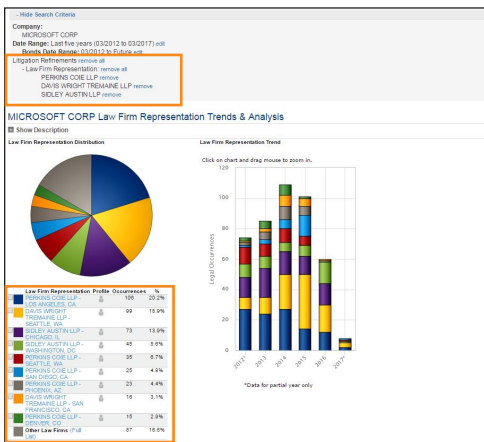 - Hide Search Criteria
Company:
MICROSOFT CORP
Date Range: Last five years (03/2012 to 03/2017) edit
Bonds Date Range: 03/2012 to Future edit
Litigation Refinements remove all
- Law Firm Representation: remove all
PERKINS COIE LLP remove
DAVIS WRIGHT TREMAINE LLP remove
SIDLEY AUSTIN LLP remove
MICROSOFT CORP Law Firm Representation Trends & Analysis
Show Description
Law Firm Representation Distribution
Law Firm Representation Trend
Click on chart and drag mouse to zoom in.
120
100
80
60
40
20
0
Legal Occurrences
2012* 2013 2014 2015 2016 2017*
*Data for partial year only
Law Firm Representation Profile Occurrences %
PERKINS COIE LLP - LOS ANGELES, CA 106 20.2%
DAVIS WRIGHT TREMAINE LLP - SEATTLE, WA 99 18.9%
SIDLEY AUSTIN LLP - CHICAGO, IL 73 13.9%
SIDLEY AUSTIN LLP - WASHINGTON, DC 45 8.6%
PERKINS COIE LLP - SEATTLE, WA 35 6.7%
PERKINS COIE LLP - SAN DIEGO, CA 25 4.8%
PERKINS COIE LLP - PHOENIX, AZ 23 4.4%
DAVIS WRIGHT TREMAINE LLP - SAN FRANCISCO, CA 16 3.1%
PERKINS COIE LLP - DENVER, CO 15 2.9%
Other Law Firms (Full List) 87 16.6%